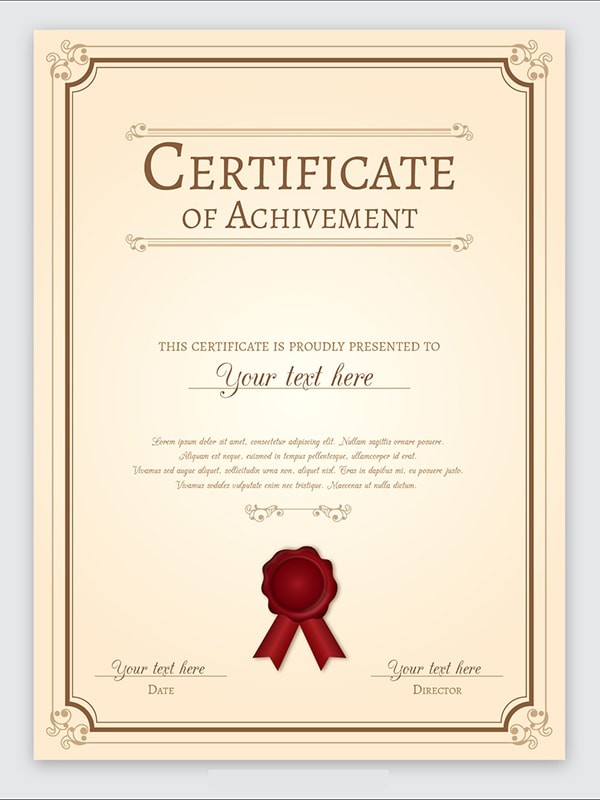 CERTIFICATE
OF ACHIVEMENT
THIS CERTIFICATE IS PROUDLY PRESENTED TO
Your text here
Lorem ipsum dolor sit amet, consectetur adipiscing elit. Nullam sagittis ornare posuere.
Aliquam est neque, euismod in tempus pellentesque, ullamcorper id erat.
Vivamus sed augue aliquet, sollicitudin urna non, aliquet nisl. Cras in dapibus mi, eu posuere justo.
Vivamus sodales vulputate enim nec tristique. Maecenas ut nulla dictum.
Your text here Your text here
DATE DIRECTOR